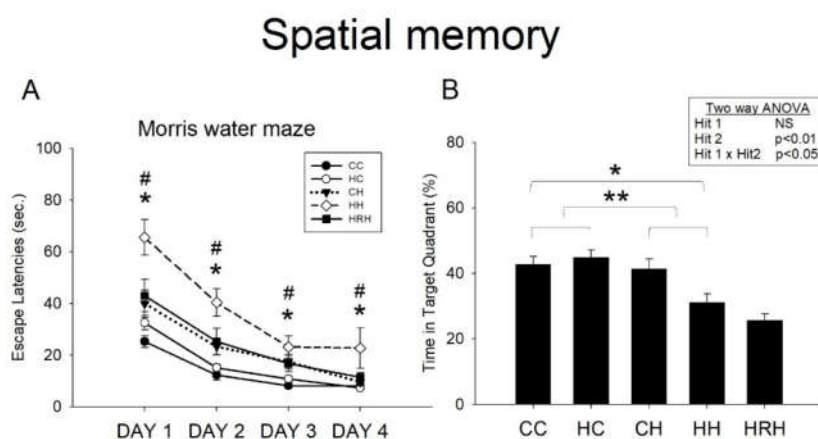 Spatial memory
A
Morris water maze
Escape Latencies (sec.)
100
80
60
40
20
0
CC
HC
CH
HH
HRH
#
*
#
*
#
*
#
*
DAY 1 DAY 2 DAY 3 DAY 4
B
Two way ANOVA
Hit 1 NS
Hit 2 p<0.01
Hit 1 x Hit2 p<0.05
Time in Target Quadrant (%)
80
60
40
20
0
*
**
CC HC CH HH HRH